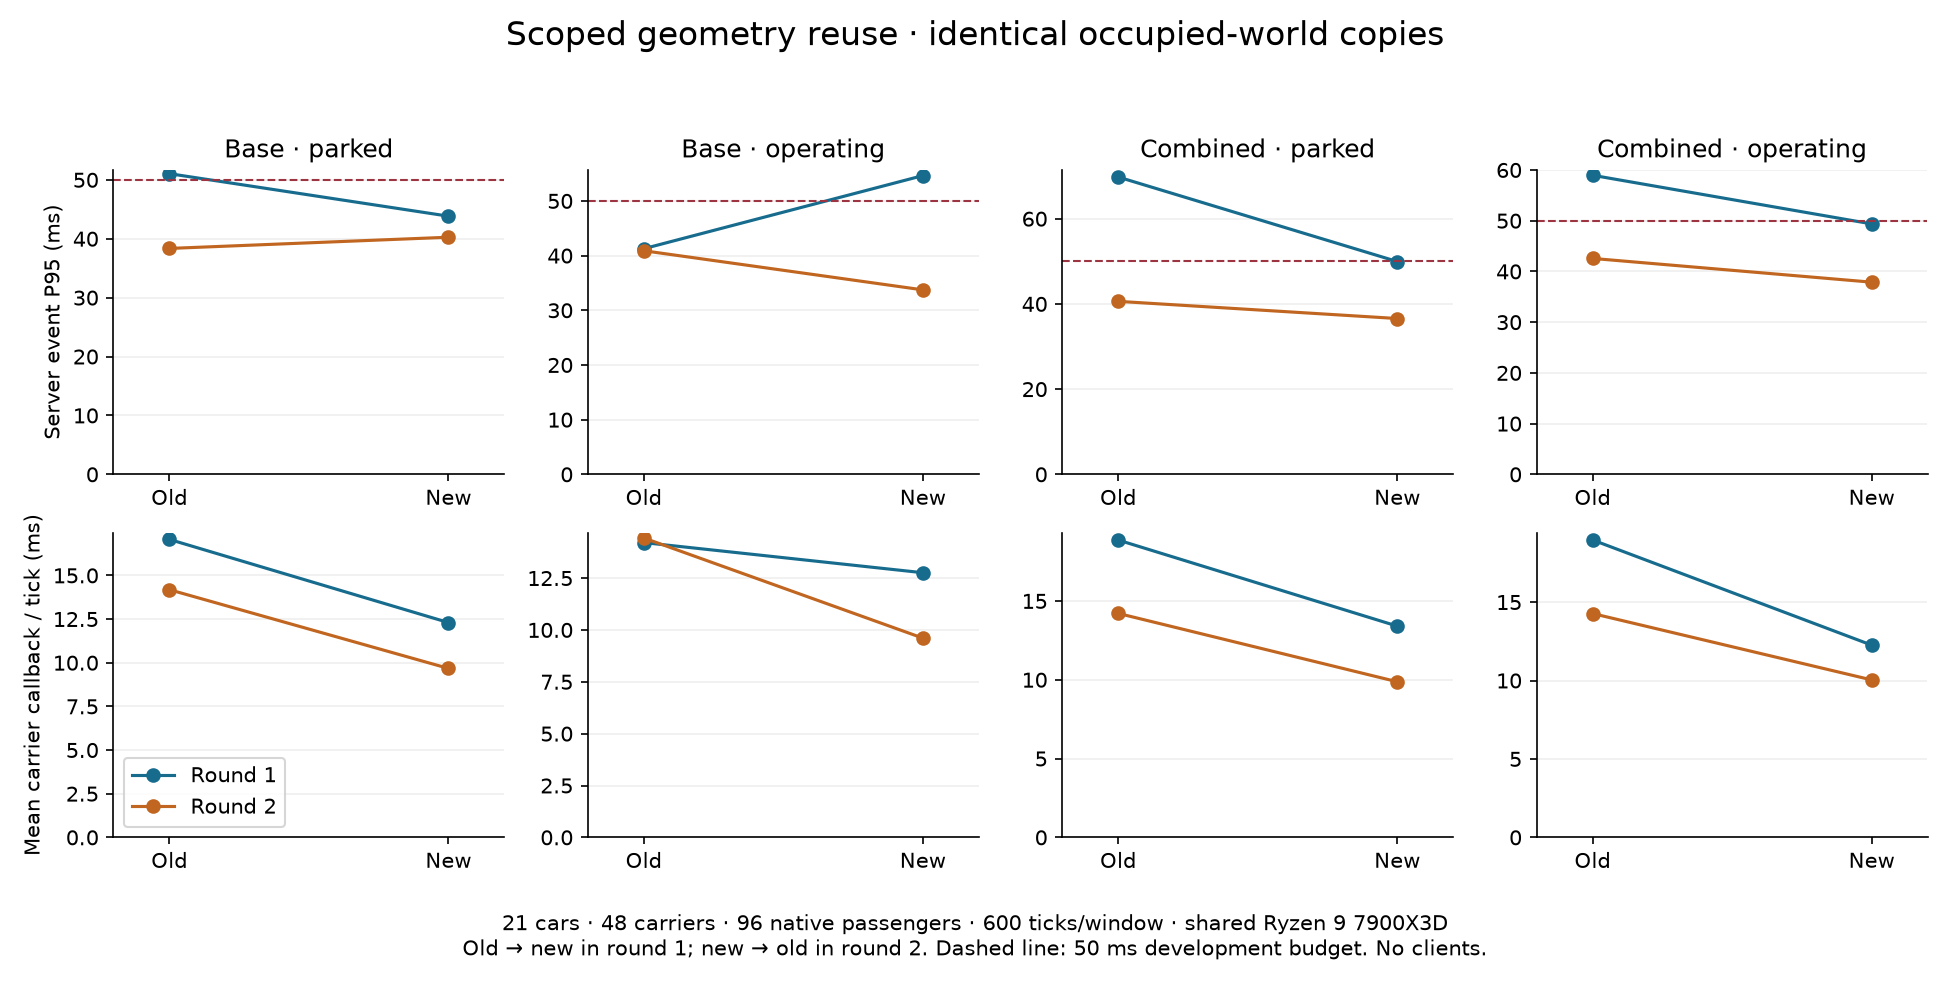 Scoped geometry reuse · identical occupied-world copies
Base · parked
Base · operating
Combined · parked
Combined · operating
Server event P95 (ms)
50
40
30
20
10
0
Old
New
50
40
30
20
10
0
Old
New
60
40
20
0
Old
New
60
50
40
30
20
10
0
Old
New
Mean carrier callback / tick (ms)
15.0
12.5
10.0
7.5
5.0
2.5
0.0
Round 1
Round 2
Old
New
12.5
10.0
7.5
5.0
2.5
0.0
Old
New
15
10
5
0
Old
New
15
10
5
0
Old
New
21 cars · 48 carriers · 96 native passengers · 600 ticks/window · shared Ryzen 9 7900X3D
Old → new in round 1; new → old in round 2. Dashed line: 50 ms development budget. No clients.